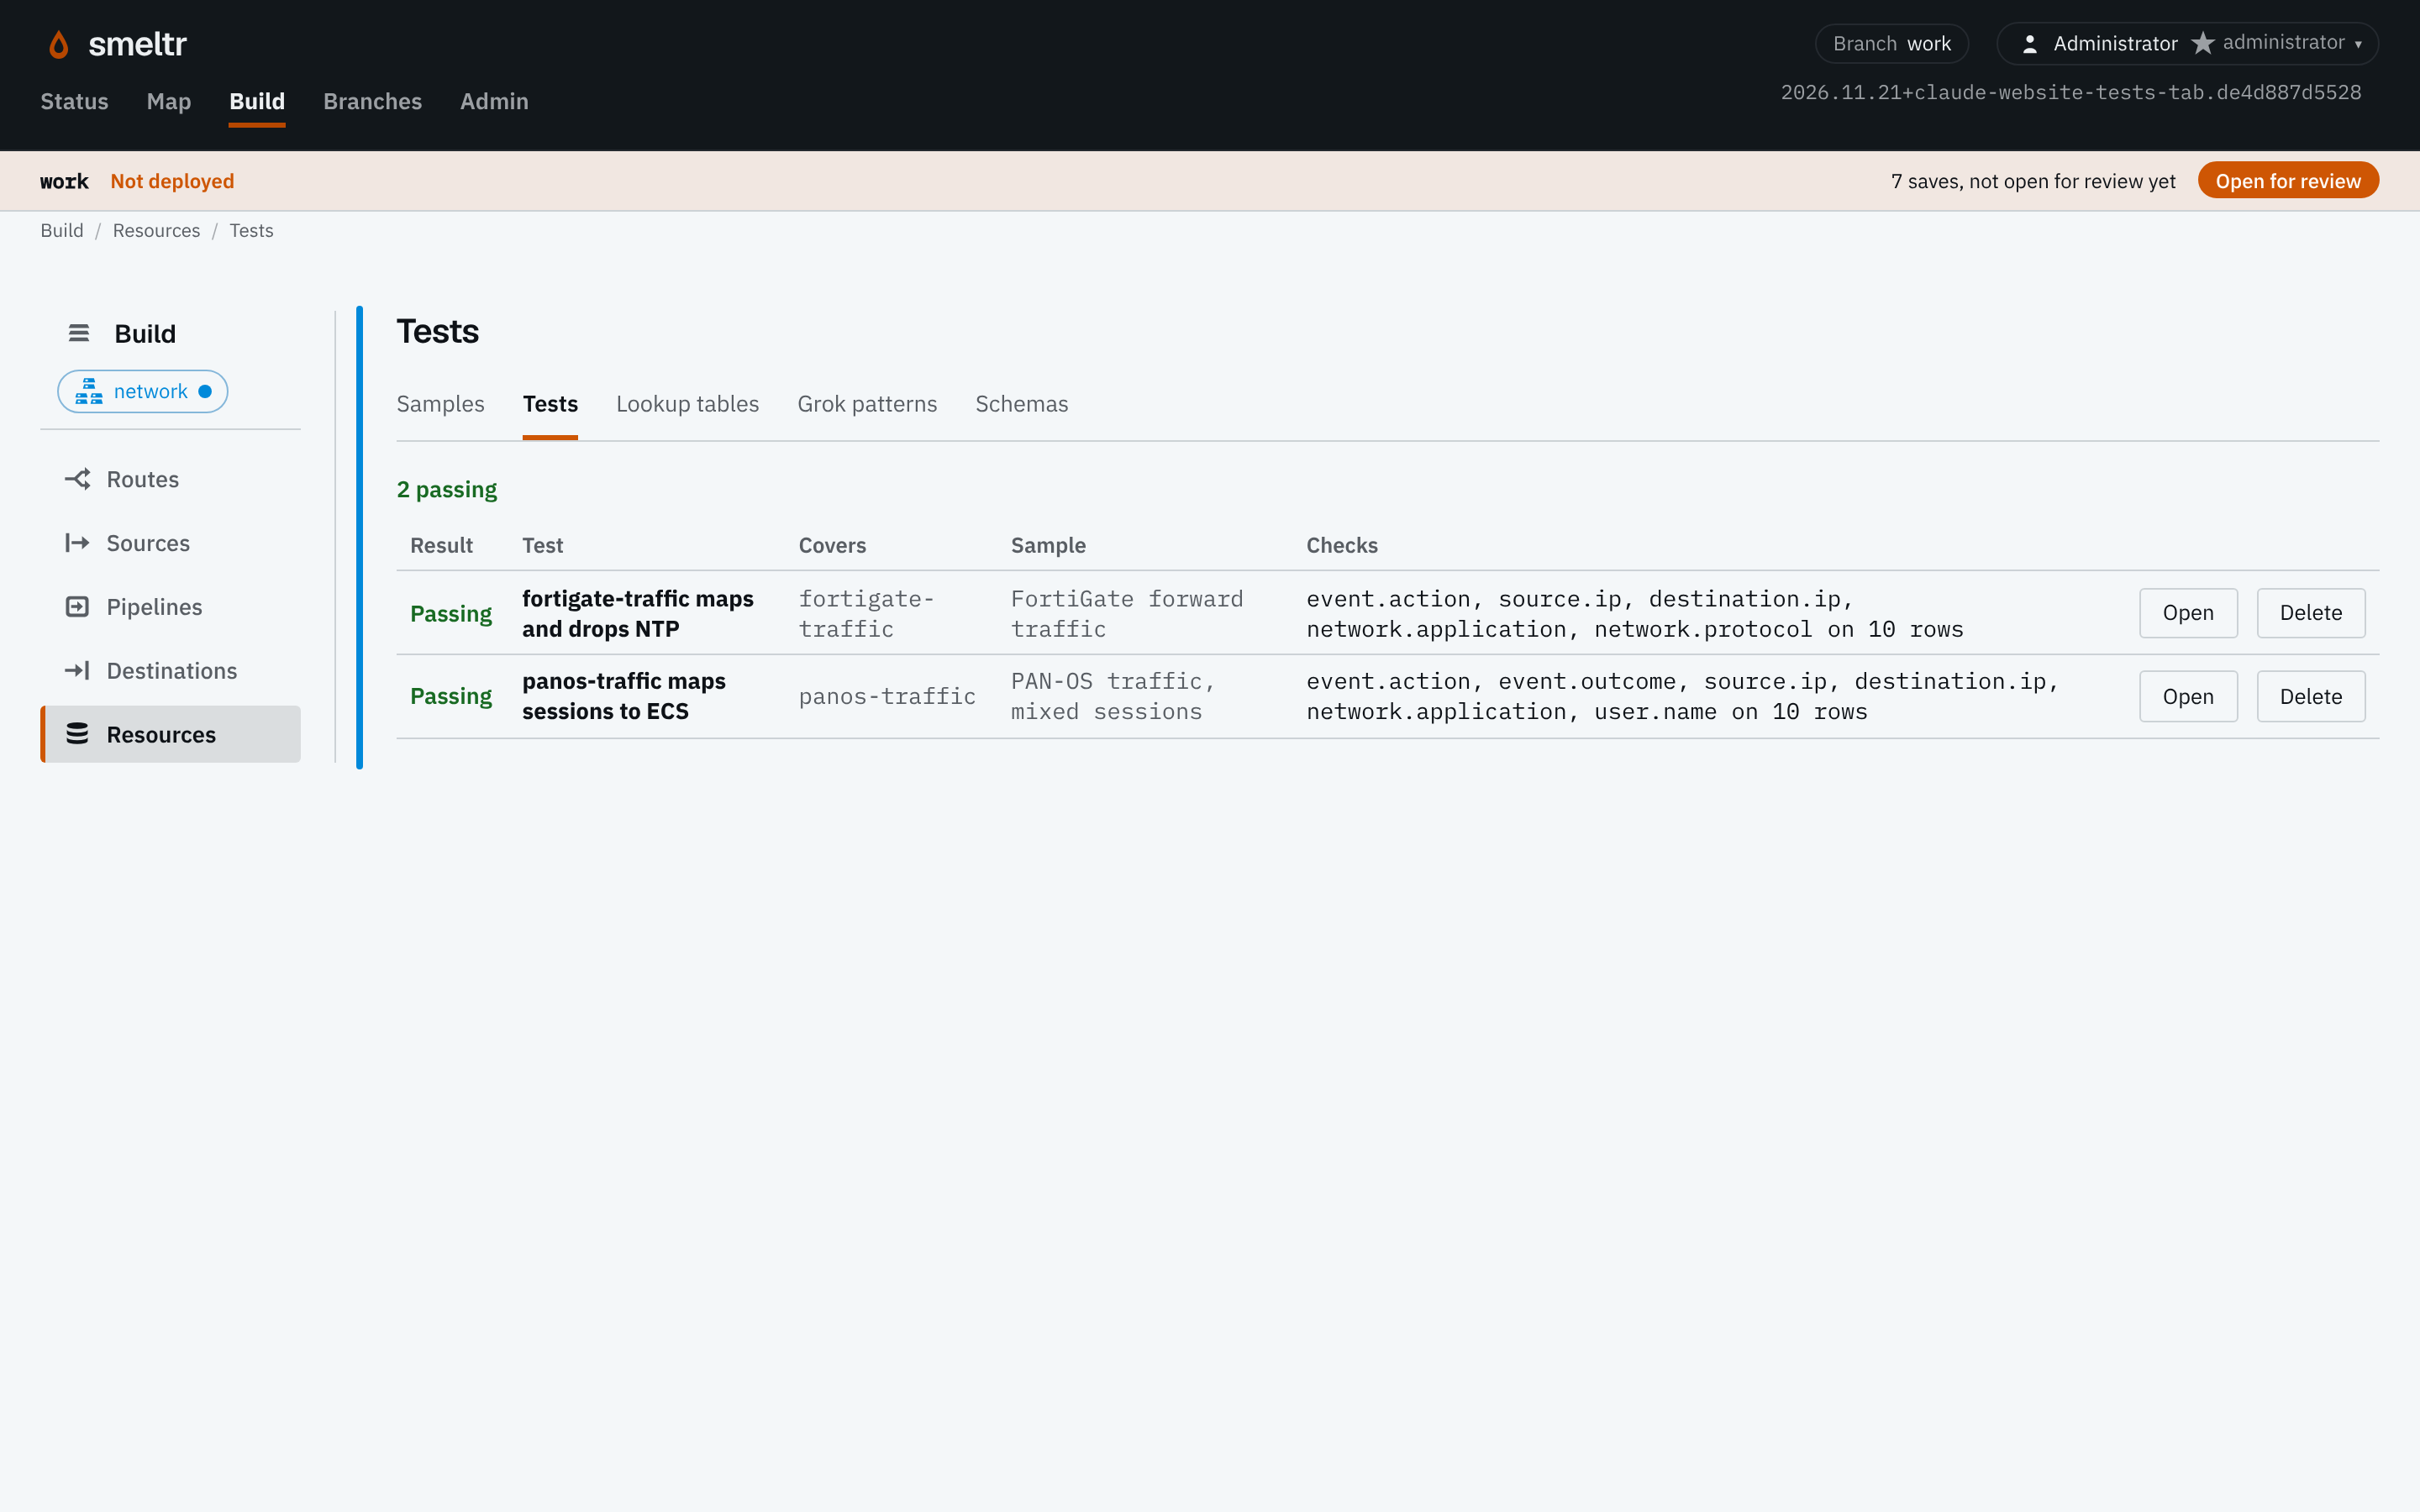 smeltr
Branch work
Administrator administrator
Status Map Build Branches Admin
2026.11.21+claude-website-tests-tab.de4d887d5528
work Not deployed
7 saves, not open for review yet Open for review
Build / Resources / Tests
Build
network
Routes
Sources
Pipelines
Destinations
Resources
Tests
Samples Tests Lookup tables Grok patterns Schemas
2 passing
Result Test Covers Sample Checks
Passing
fortigate-traffic maps
and drops NTP
fortigate-
traffic
FortiGate forward
traffic
event.action, source.ip, destination.ip,
network.application, network.protocol on 10 rows
Open Delete
Passing
panos-traffic maps
sessions to ECS
panos-traffic
PAN-OS traffic,
mixed sessions
event.action, event.outcome, source.ip, destination.ip,
network.application, user.name on 10 rows
Open Delete